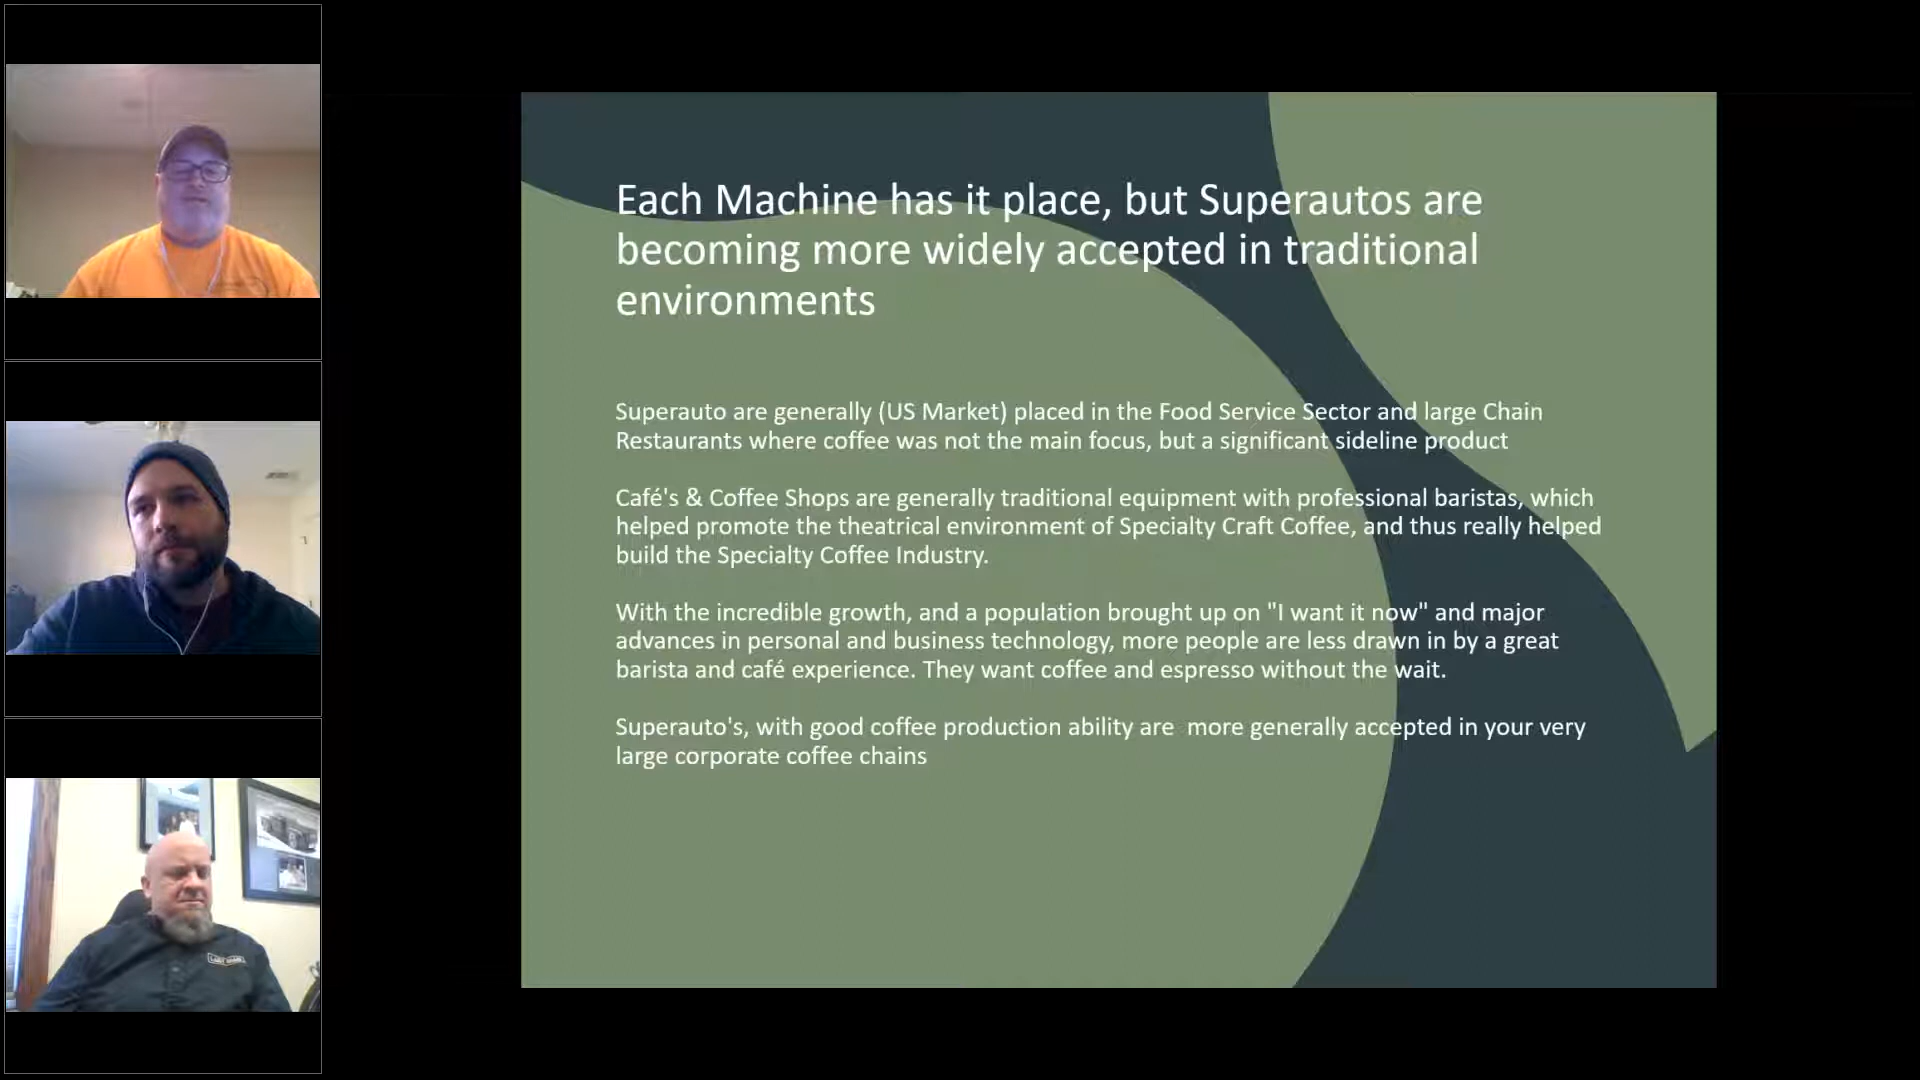 Each Machine has it place, but Superautos are
becoming more widely accepted in traditional
environments
Superauto are generally (US Market) placed in the Food Service Sector and large Chain
Restaurants where coffee was not the main focus, but a significant sideline product
Café's & Coffee Shops are generally traditional equipment with professional baristas, which
helped promote the theatrical environment of Specialty Craft Coffee, and thus really helped
build the Specialty Coffee Industry.
With the incredible growth, and a population brought up on "I want it now" and major
advances in personal and business technology, more people are less drawn in by a great
barista and café experience. They want coffee and espresso without the wait.
Superauto's, with good coffee production ability are  more generally accepted in your very
large corporate coffee chains